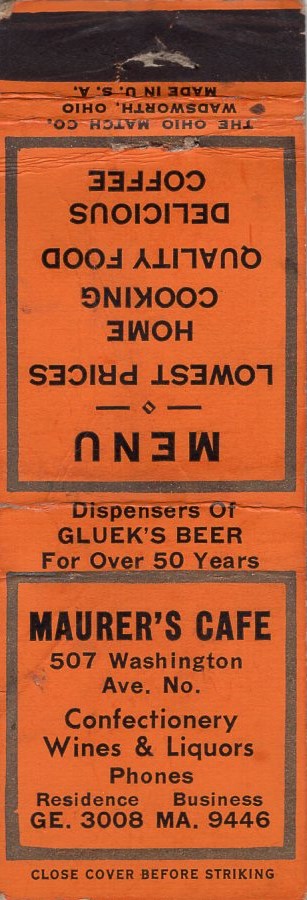 THE OHIO MATCH CO.
WADSWORTH, OHIO
MADE IN U. S. A.
MENU
LOWEST PRICES
HOME
COOKING
QUALITY FOOD
DELICIOUS
COFFEE
Dispensers Of
GLUEK'S BEER
For Over 50 Years
MAURER'S CAFE
507 Washington
Ave. No.
Confectionery
Wines & Liquors
Phones
Residence Business
GE. 3008 MA. 9446
CLOSE COVER BEFORE STRIKING